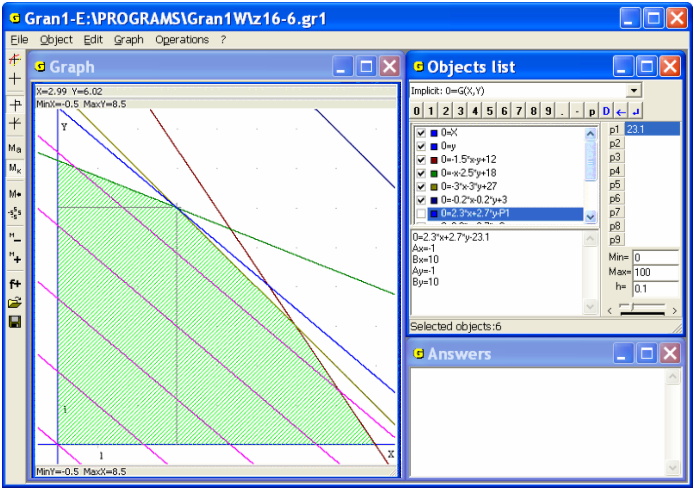 Gran1-E:\PROGRAMS\Gran1W\z16-6.gr1
File Object Edit Graph Operations ?
Graph
X=2.99 Y=6.02
MinX=-0.5 MaxY=8.5
Y
1
1
X
MinY=-0.5 MaxX=8.5
Objects list
Implicit: 0=G(X,Y)
0 1 2 3 4 5 6 7 8 9 . - p D ← ↵
0=X
0=y
0=-1.5*x-y+12
0=-x-2.5*y+18
0=-3*x-3*y+27
0=-0.2*x-0.2*y+3
0=2.3*x+2.7*y-P1
0=2.3*x+2.7*y-23.1
Ax=-1
Bx=10
Ay=-1
By=10
p1 23.1
p2
p3
p4
p5
p6
p7
p8
p9
Min= 0
Max= 100
h= 0.1
Selected objects:6
Answers